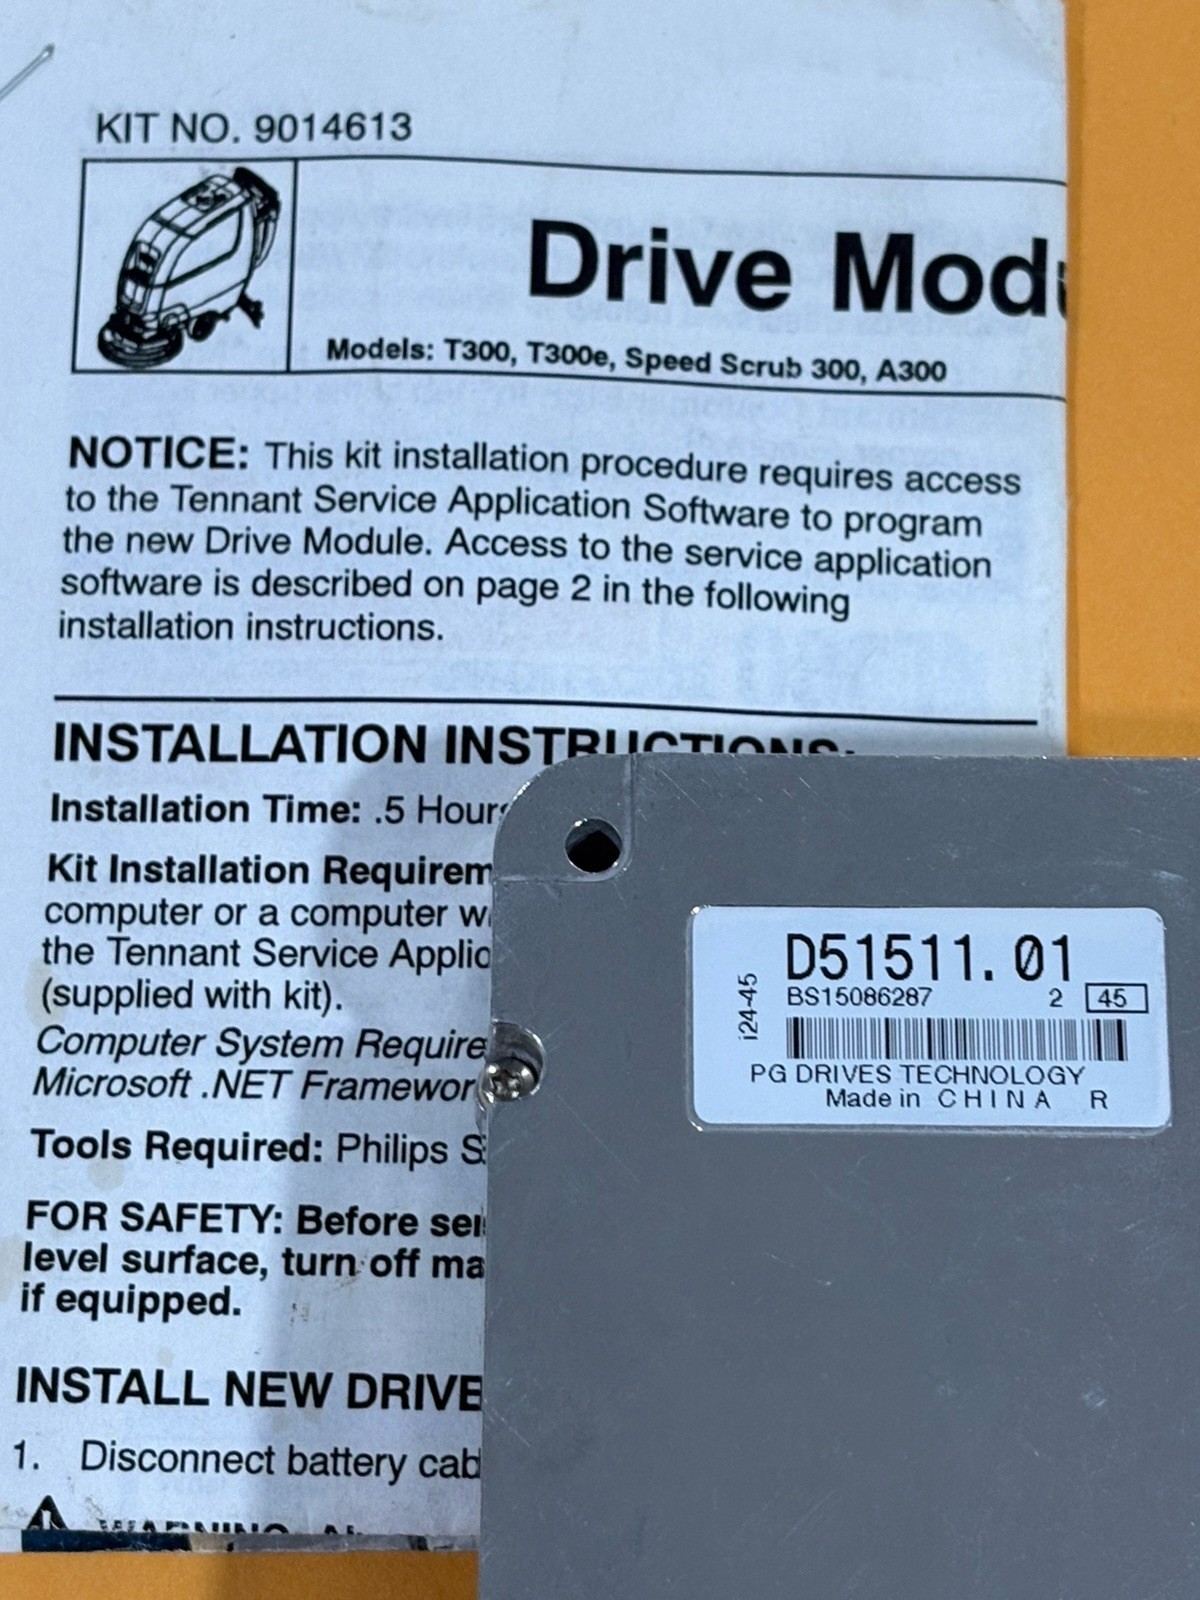 KIT NO. 9014613
Drive Modu
Models: T300, T300e, Speed Scrub 300, A300
NOTICE: This kit installation procedure requires access
to the Tennant Service Application Software to program
the new Drive Module. Access to the service application
software is described on page 2 in the following
installation instructions.
INSTALLATION INSTRUCTIONS:
Installation Time: .5 Hours
Kit Installation Requirem
computer or a computer wi
the Tennant Service Applic
(supplied with kit).
Computer System Require
Microsoft .NET Framewor
Tools Required: Philips S
FOR SAFETY: Before ser
level surface, turn off ma
if equipped.
INSTALL NEW DRIVE
1. Disconnect battery cab
WARNING: Al
i24-45
D51511.01
BS15086287 2 45
PG DRIVES TECHNOLOGY
Made in CHINA R